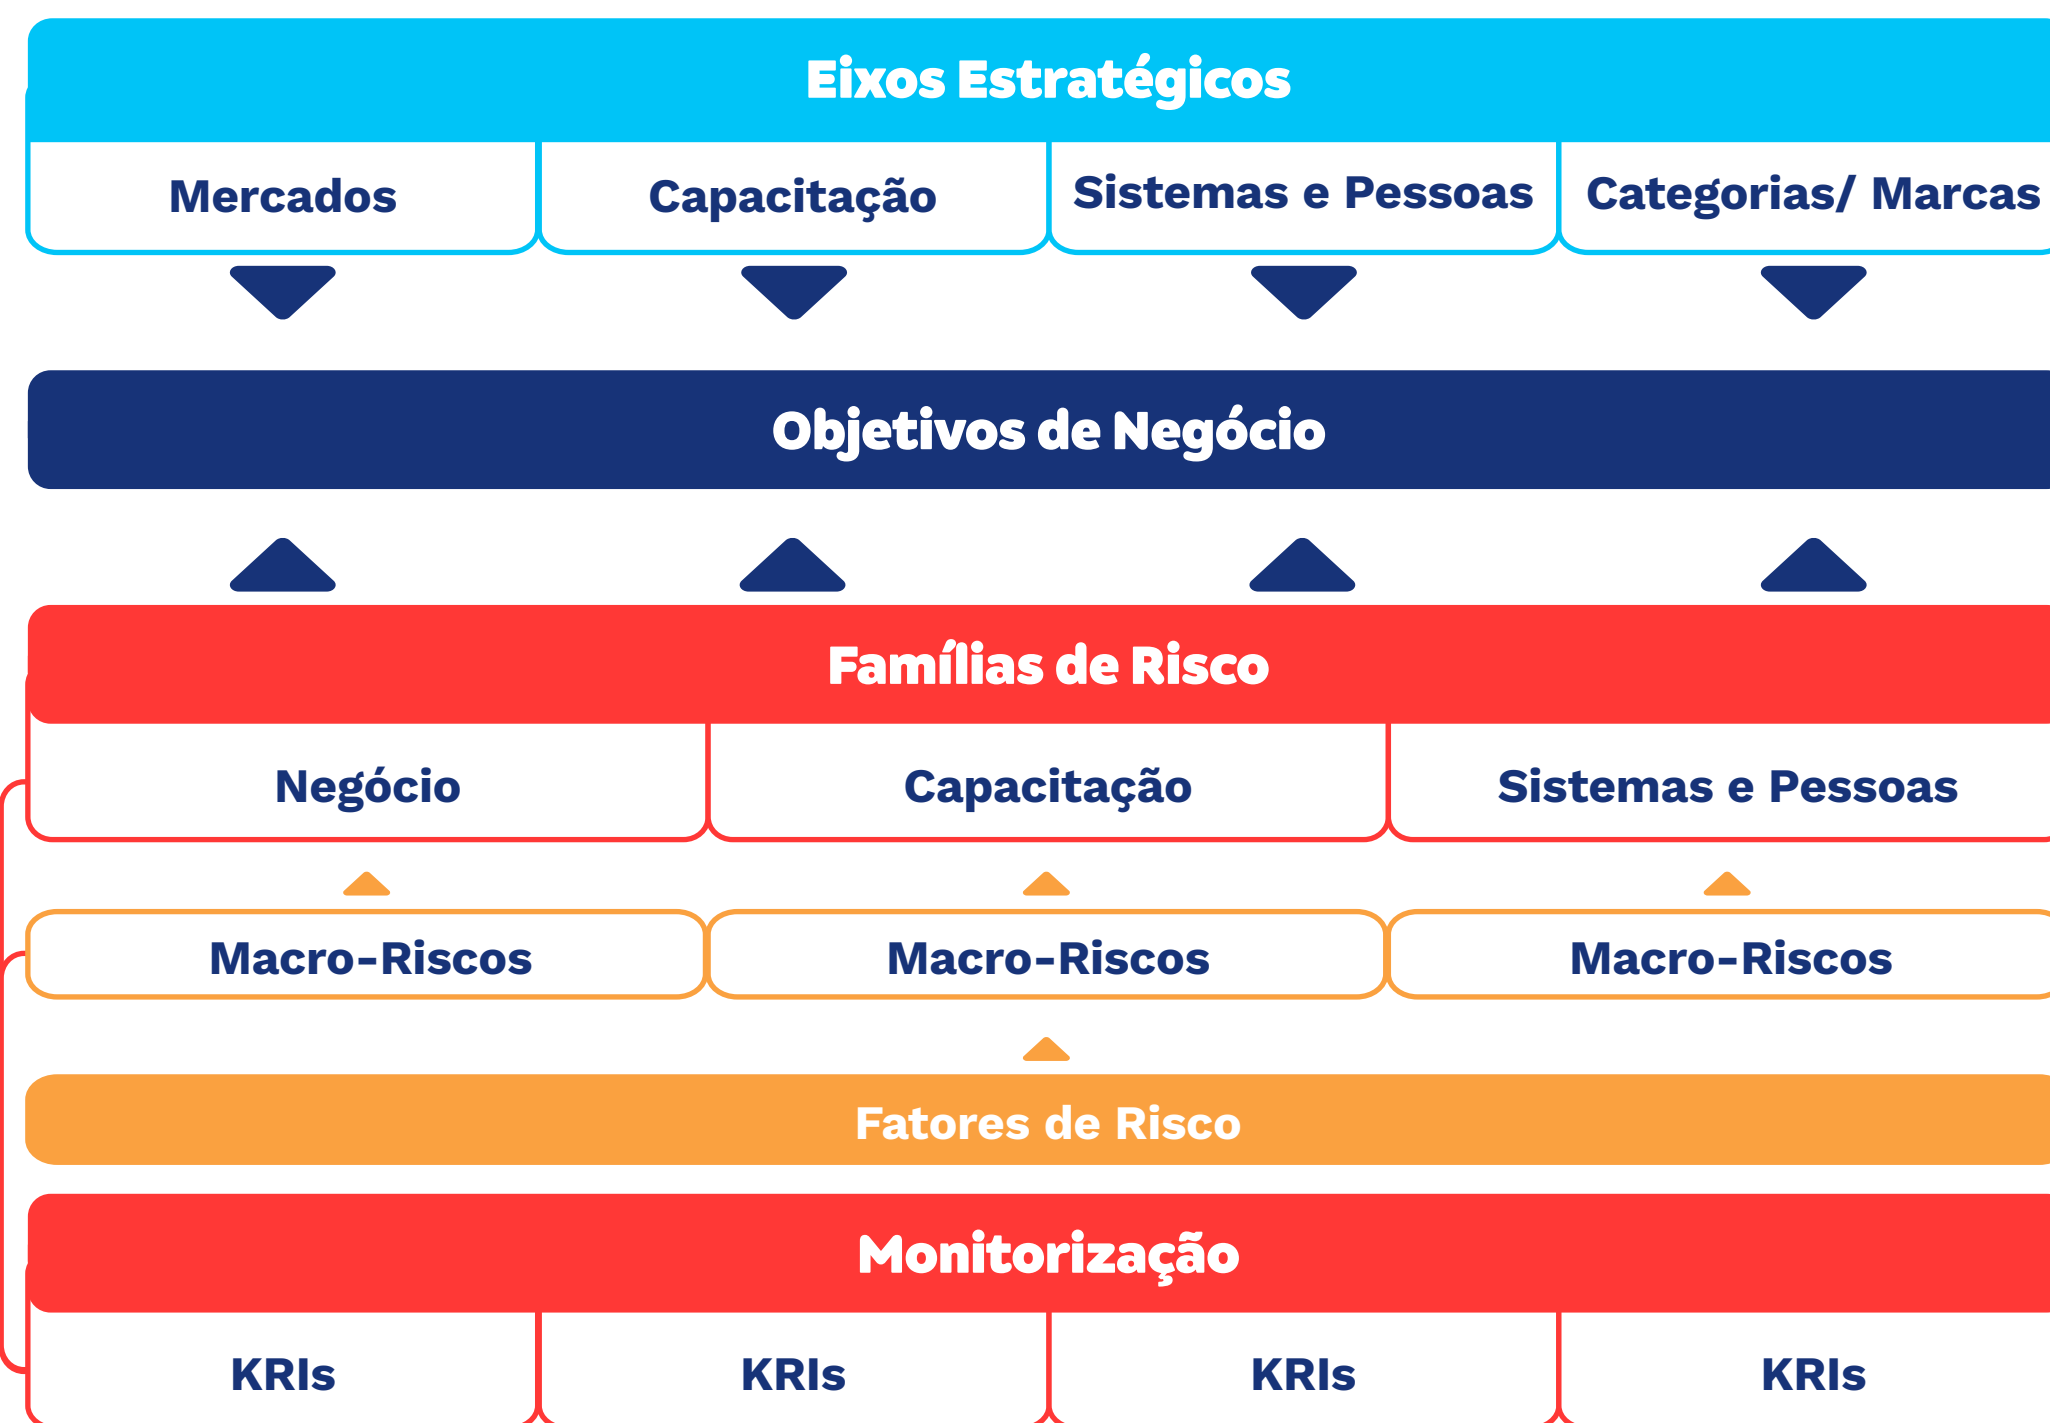 Eixos Estratégicos
Mercados
Capacitação
Sistemas e Pessoas
Categorias/ Marcas
Objetivos de Negócio
Famílias de Risco
Negócio
Capacitação
Sistemas e Pessoas
Macro-Riscos
Macro-Riscos
Macro-Riscos
Fatores de Risco
Monitorização
KRIs
KRIs
KRIs
KRIs